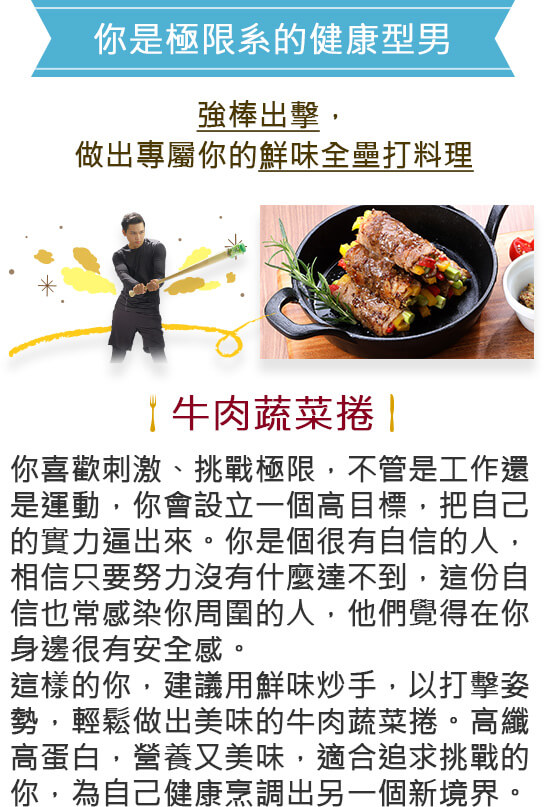 你是極限系的健康型男
強棒出擊，
做出專屬你的鮮味全壘打料理
牛肉蔬菜捲
你喜歡刺激、挑戰極限，不管是工作還
是運動，你會設立一個高目標，把自己
的實力逼出來。你是個很有自信的人，
相信只要努力沒有什麼達不到，這份自
信也常感染你周圍的人，他們覺得在你
身邊很有安全感。
這樣的你，建議用鮮味炒手，以打擊姿
勢，輕鬆做出美味的牛肉蔬菜捲。高纖
高蛋白，營養又美味，適合追求挑戰的
你，為自己健康烹調出另一個新境界。